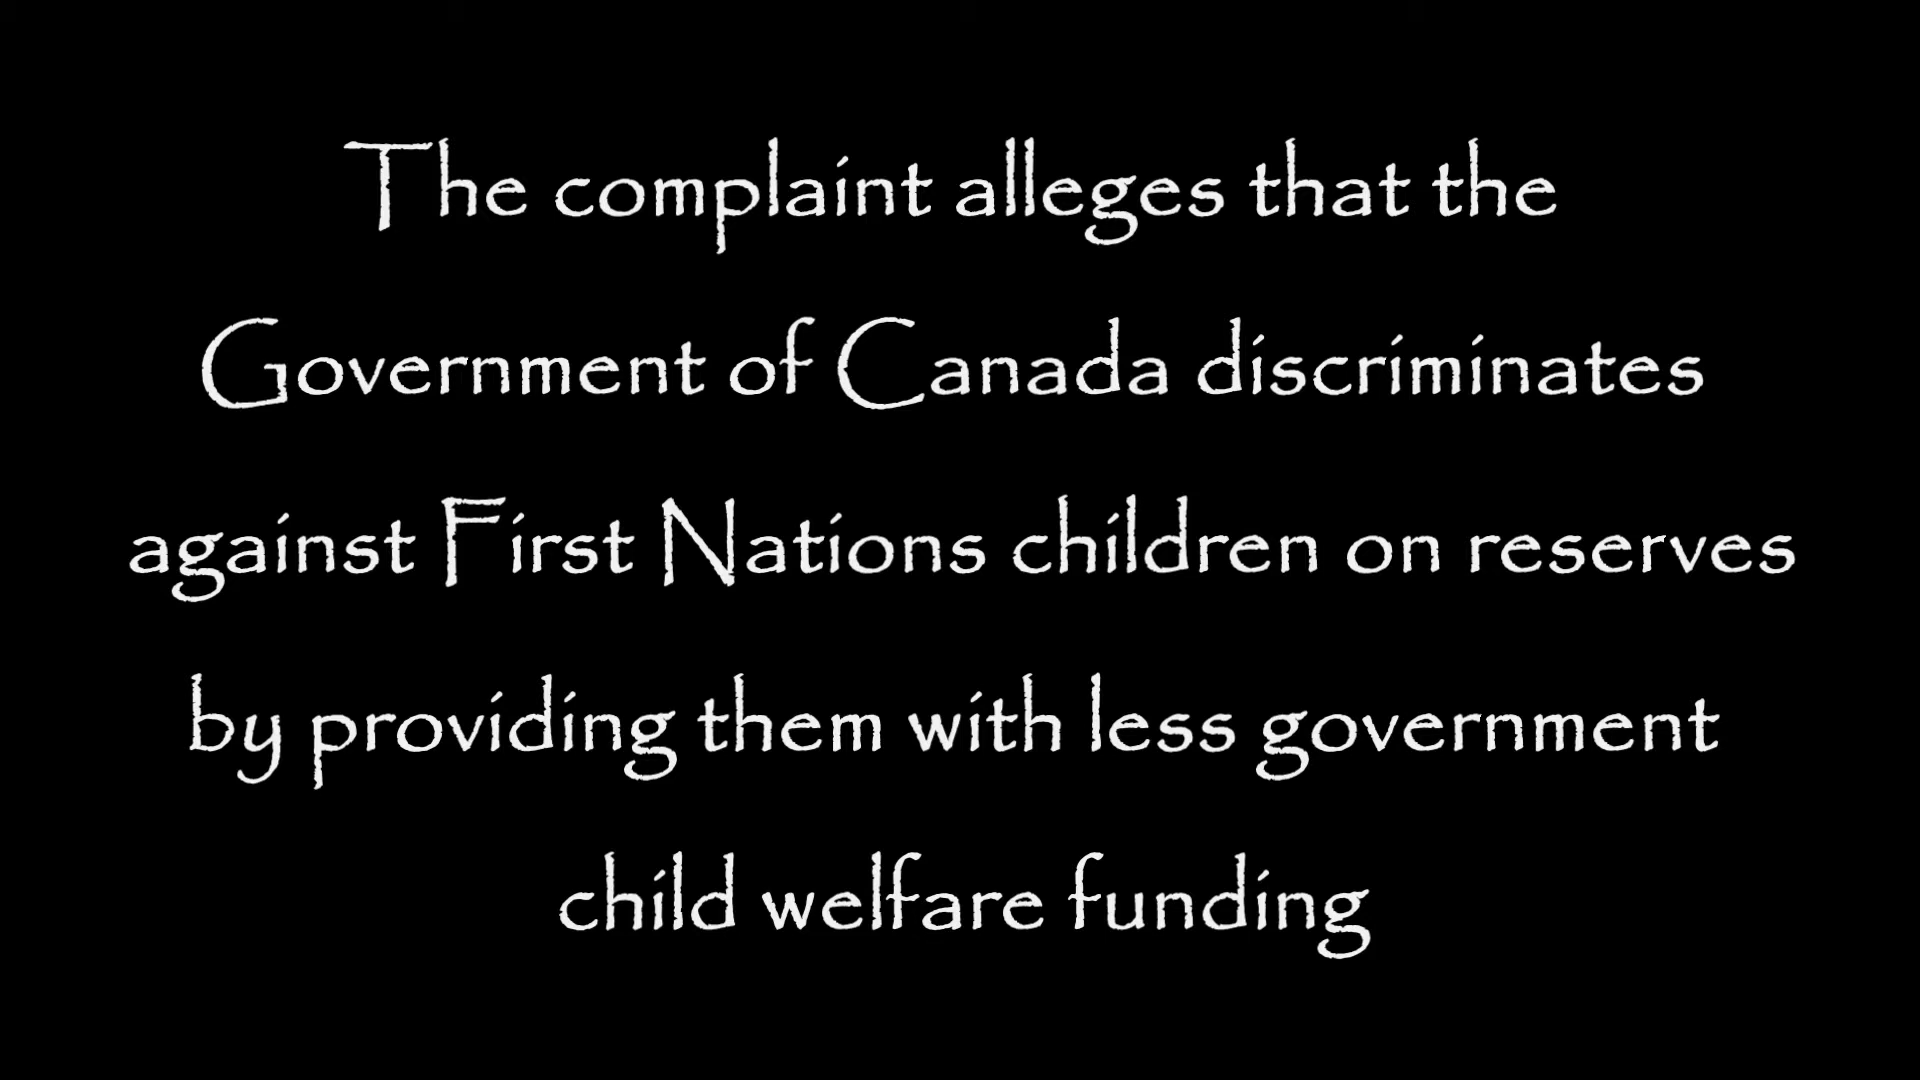 The complaint alleges that the
Government of Canada discriminates
against First Nations children on reserves
by providing them with less government
child welfare funding